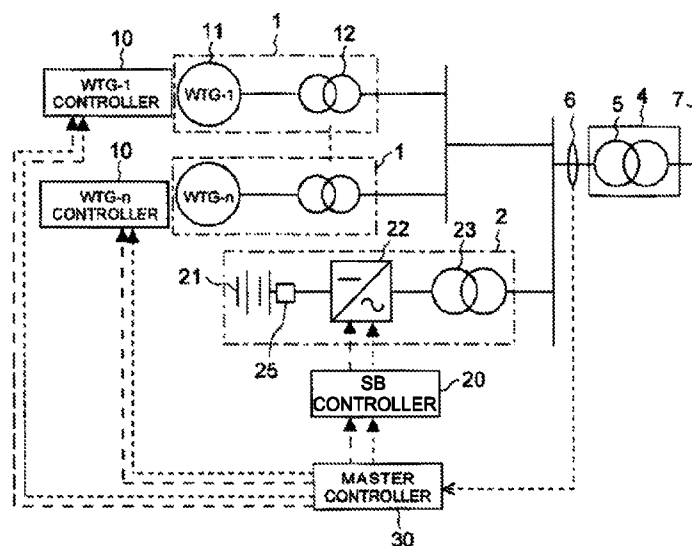 10
11
1
12
WTG-1
CONTROLLER
WTG-1
6
5
4
7
10
1
WTG-n
CONTROLLER
WTG-n
2
22
23
21
25
SB
CONTROLLER
20
MASTER
CONTROLLER
30